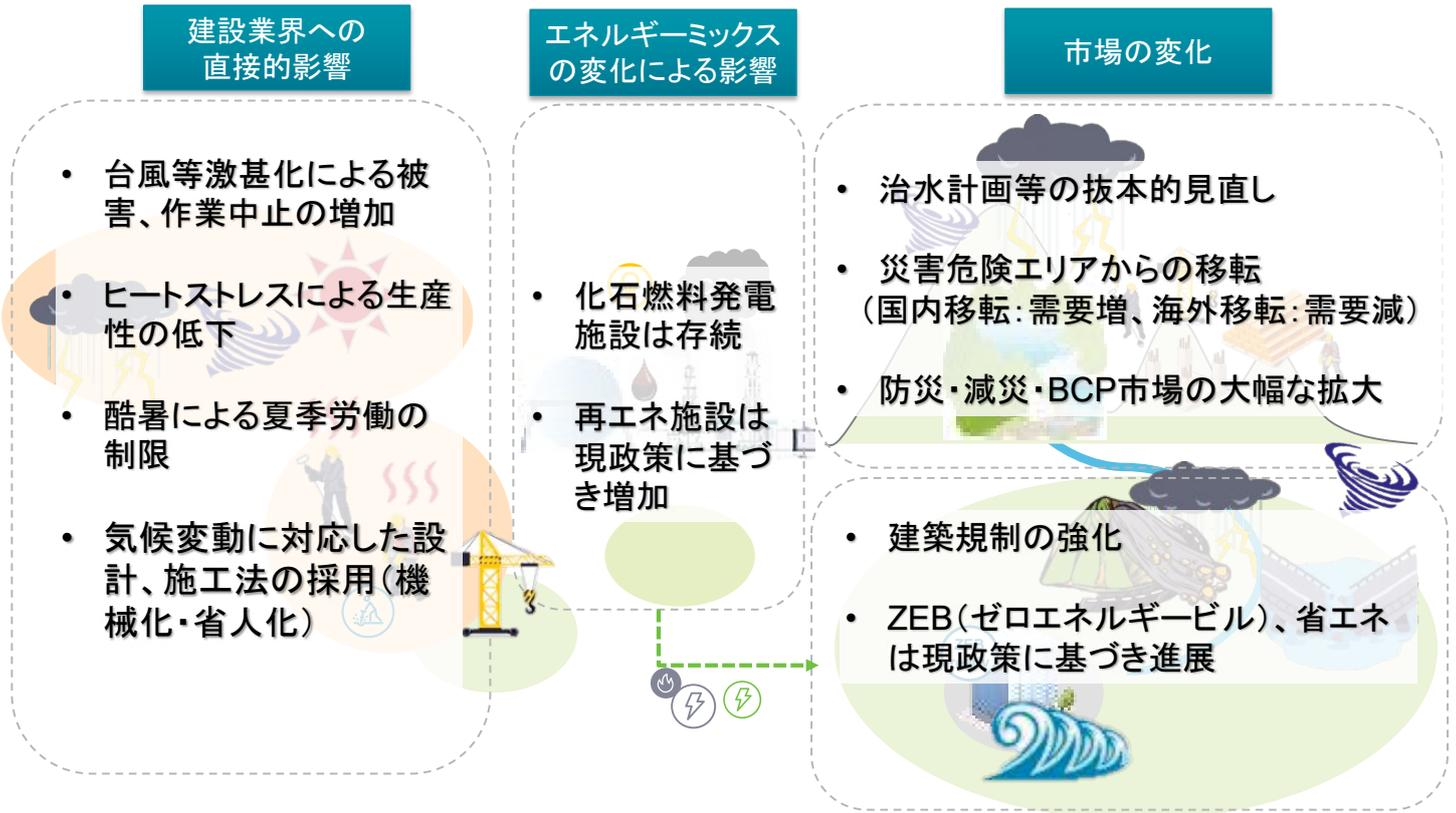 建設業界への
直接的影響
エネルギーミックス
の変化による影響
市場の変化
• 台風等激甚化による被
害、作業中止の増加
• ヒートストレスによる生産
性の低下
• 酷暑による夏季労働の
制限
• 気候変動に対応した設
計、施工法の採用（機
械化・省人化）
• 化石燃料発電
施設は存続
• 再エネ施設は
現政策に基づ
き増加
• 治水計画等の抜本的見直し
• 災害危険エリアからの移転
（国内移転：需要増、海外移転：需要減）
• 防災・減災・BCP市場の大幅な拡大
• 建築規制の強化
• ZEB（ゼロエネルギービル）、省エネ
は現政策に基づき進展
ZEB